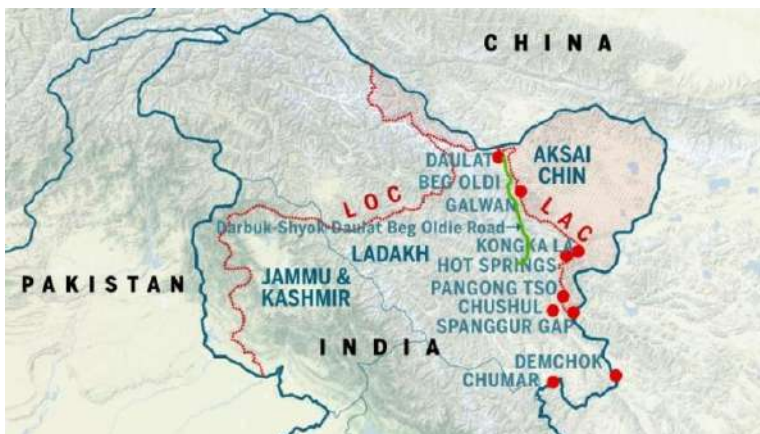 CHINA
DAULAT
BEG OLDI
AKSAI
CHIN
GALWAN
LOC
LAC
Darbuk-Shyok-Daulat Beg Oldie Road
KONGKA LA
LADAKH
HOT SPRINGS
JAMMU &
KASHMIR
PAKISTAN
PANGONG TSO
CHUSHUL
SPANGGUR GAP
INDIA
DEMCHOK
CHUMAR